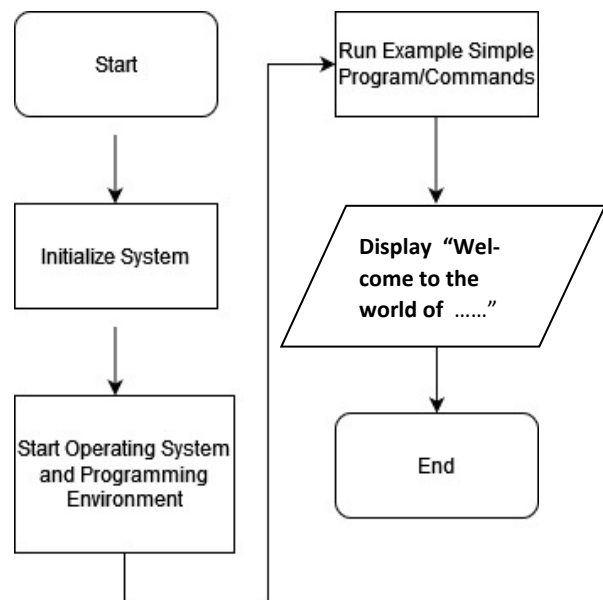 Start
Initialize System
Start Operating System
and Programming
Environment
Run Example Simple
Program/Commands
Display “Wel-
come to the
world of ……”
End